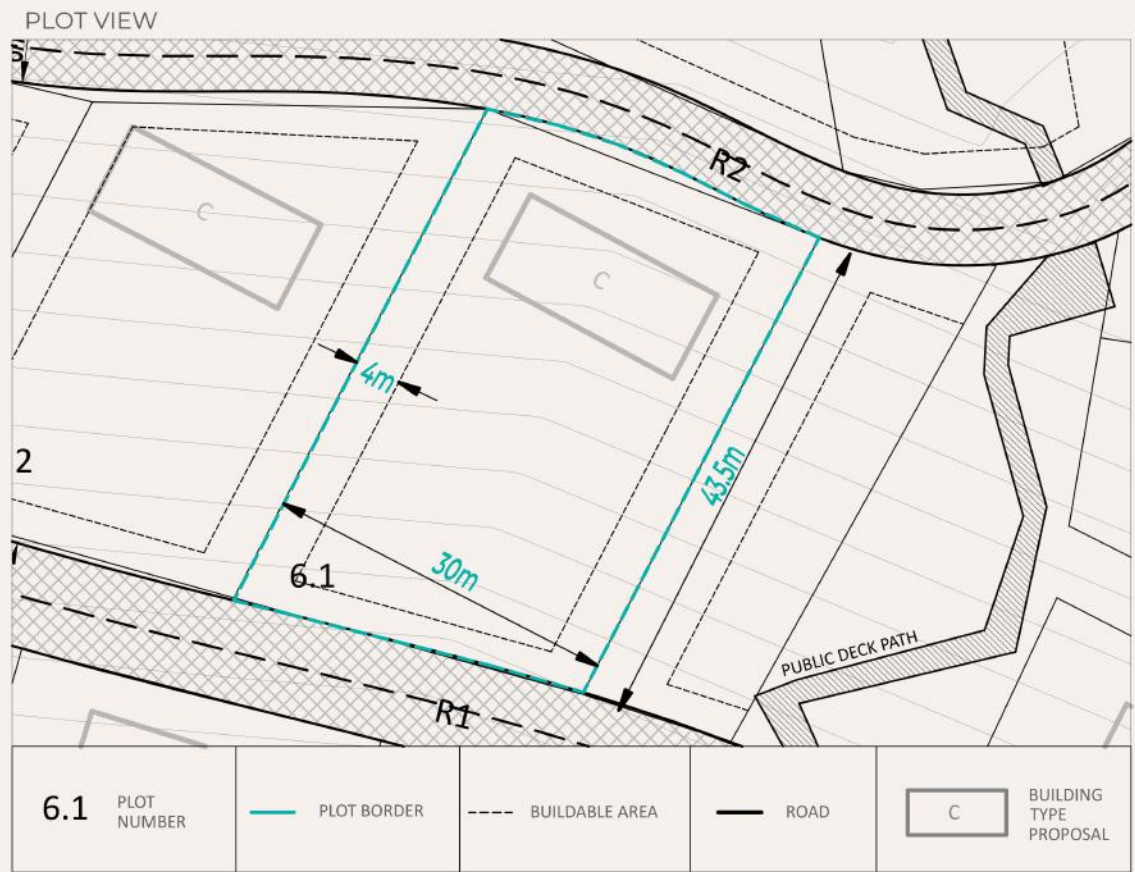 PLOT VIEW
R2
C
C
4m
43.5m
2
30m
6.1
PUBLIC DECK PATH
R1
6.1
PLOT
NUMBER
PLOT BORDER
BUILDABLE AREA
ROAD
C
BUILDING
TYPE
PROPOSAL